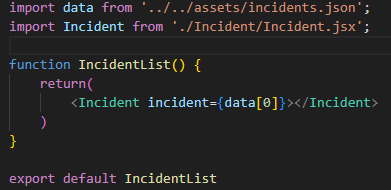 import data from '../../assets/incidents.json';
import Incident from './Incident/Incident.jsx';
function IncidentList() {
return(
<Incident incident={data[0]}></Incident>
)
}
export default IncidentList